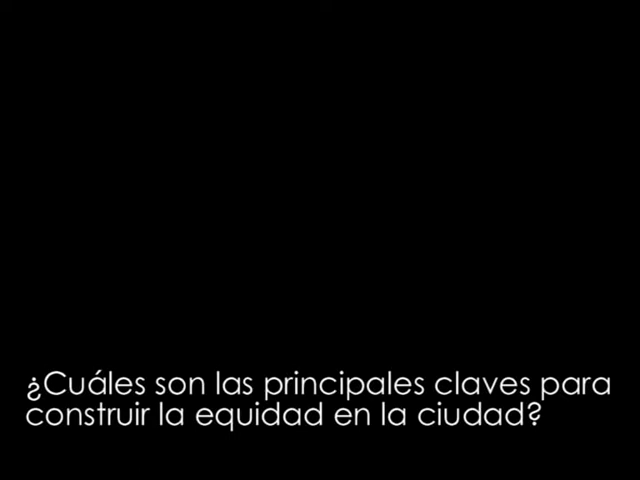 ¿Cuáles son las principales claves para
construir la equidad en la ciudad?